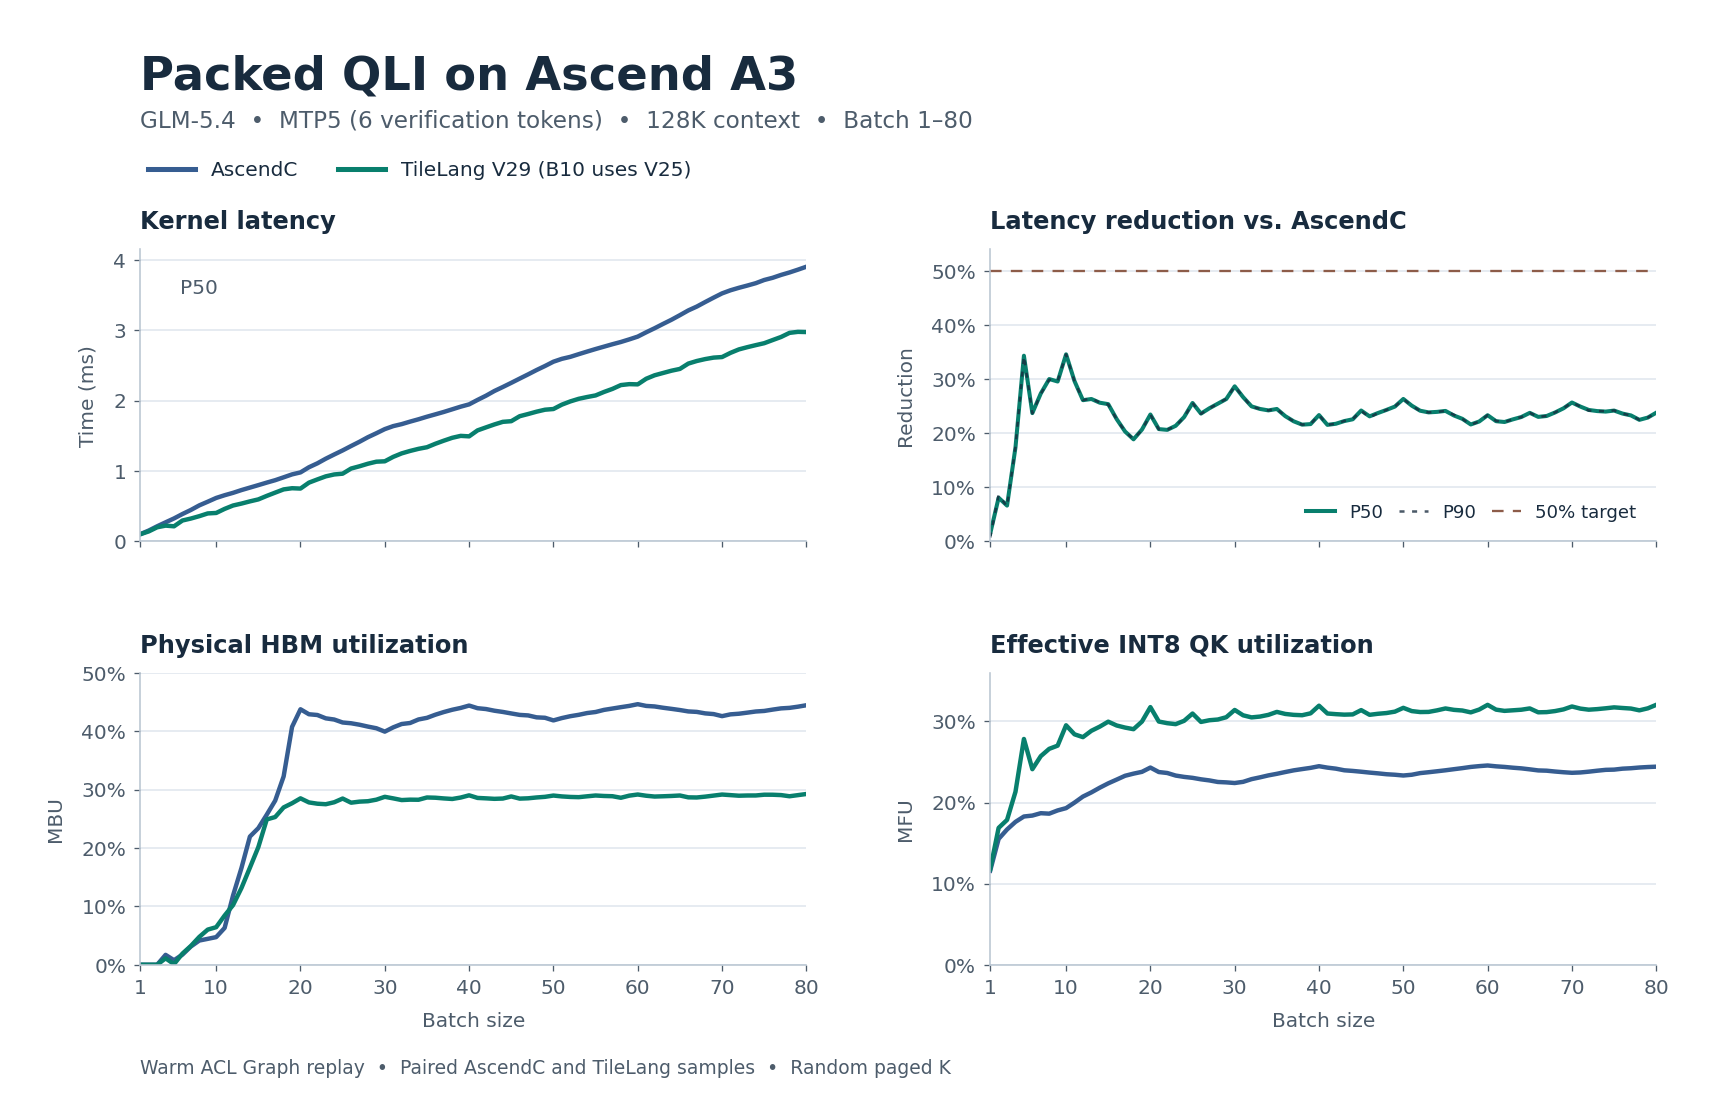 Packed QLI on Ascend A3
GLM-5.4 • MTP5 (6 verification tokens) • 128K context • Batch 1–80
AscendC TileLang V29 (B10 uses V25)
Kernel latency
P50
Time (ms)
4
3
2
1
0
Latency reduction vs. AscendC
Reduction
50%
40%
30%
20%
10%
0%
P50 P90 50% target
Physical HBM utilization
MBU
50%
40%
30%
20%
10%
0%
1 10 20 30 40 50 60 70 80
Batch size
Effective INT8 QK utilization
MFU
30%
20%
10%
0%
1 10 20 30 40 50 60 70 80
Batch size
Warm ACL Graph replay • Paired AscendC and TileLang samples • Random paged K